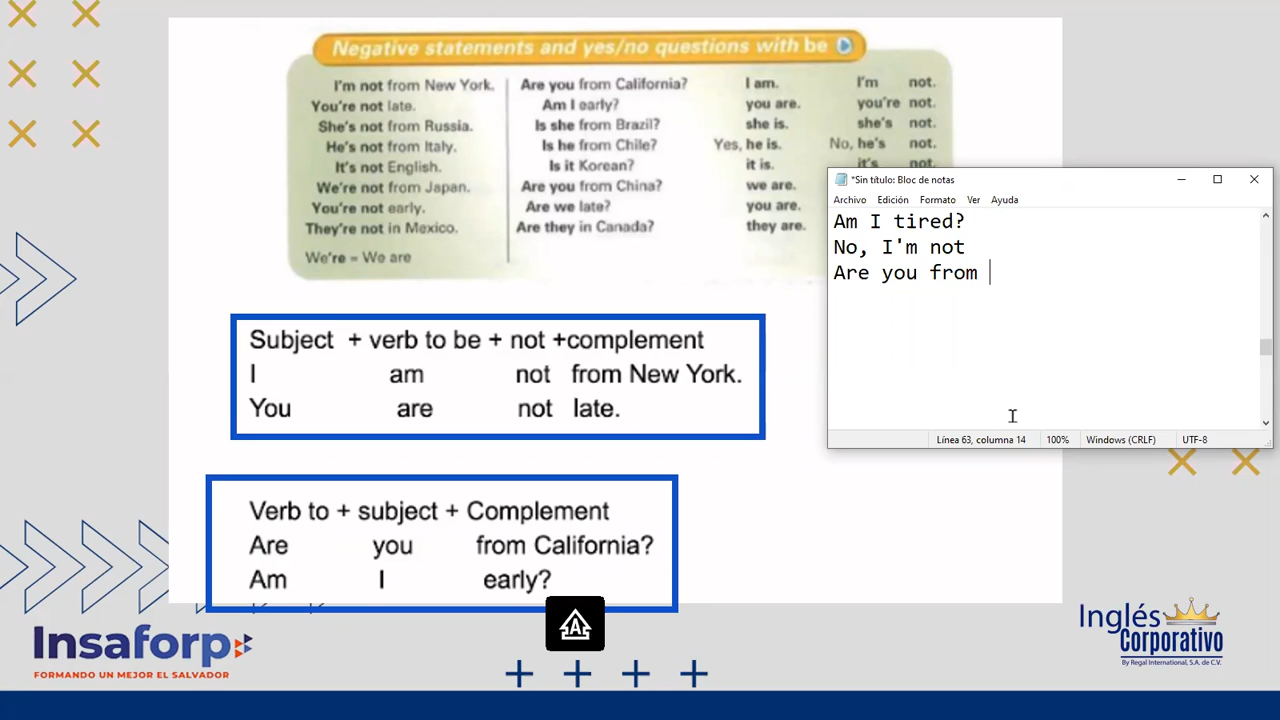 Negative statements and yes/no questions with be
I'm not from New York.
You're not late.
She's not from Russia.
He's not from Italy.
It's not English.
We're not from Japan.
You're not early.
They're not in Mexico.
We're = We are
Are you from California?
Am I early?
Is she from Brazil?
Is he from Chile?
Is it Korean?
Are you from China?
Are we late?
Are they in Canada?
I am.
you are.
she is.
Yes, he is.
it is.
we are.
you are.
they are.
I'm not.
you're not.
she's not.
No, he's not.
it's not.
*Sin título: Bloc de notas
Archivo Edición Formato Ver Ayuda
Am I tired?
No, I'm not
Are you from
Línea 63, columna 14 100% Windows (CRLF) UTF-8
Subject + verb to be + not +complement
I am not from New York.
You are not late.
Verb to + subject + Complement
Are you from California?
Am I early?
A
Insaforp
FORMANDO UN MEJOR EL SALVADOR
Inglés
Corporativo
By Regal International, S.A. de C.V.